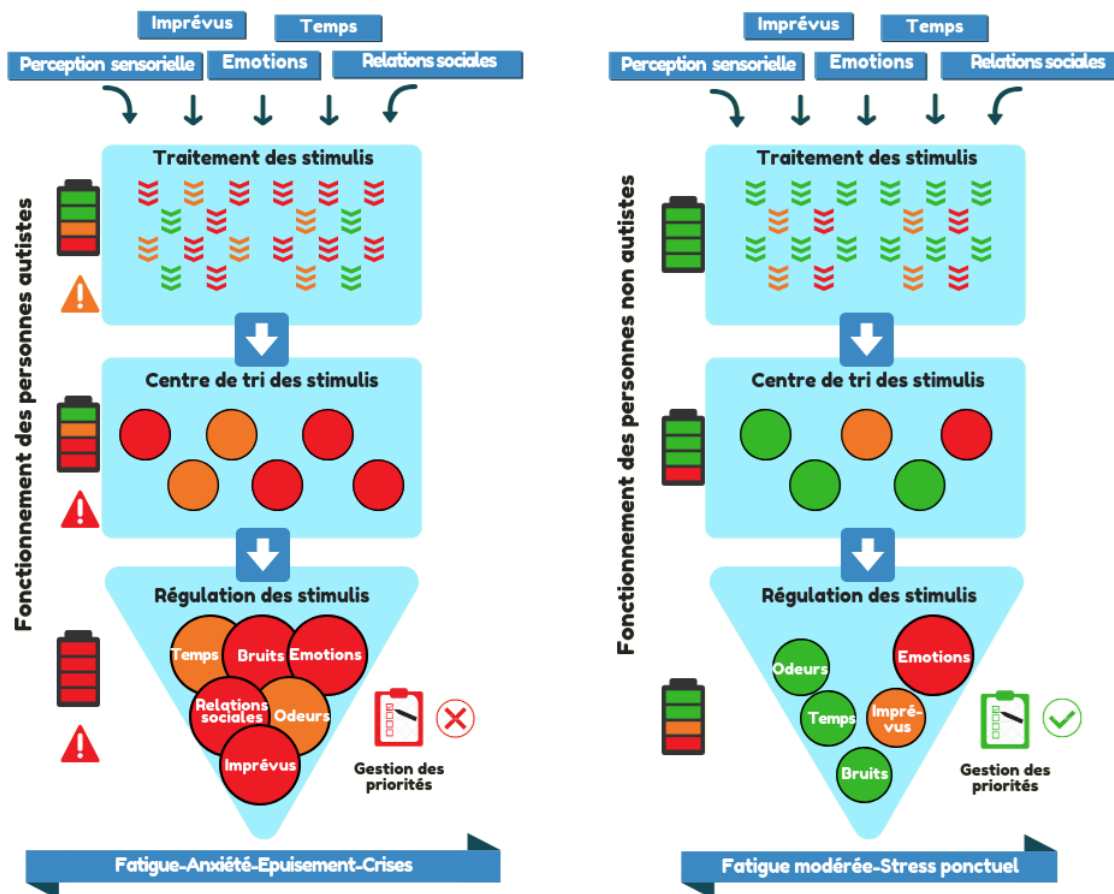 Imprévus
Temps
Perception sensorielle
Emotions
Relations sociales
Fonctionnement des personnes autistes
Traitement des stimulis
Centre de tri des stimulis
Régulation des stimulis
Temps
Bruits
Emotions
Relations
sociales
Odeurs
Imprévus
Gestion des
priorités
Fatigue-Anxiété-Epuisement-Crises
Imprévus
Temps
Perception sensorielle
Emotions
Relations sociales
Fonctionnement des personnes non autistes
Traitement des stimulis
Centre de tri des stimulis
Régulation des stimulis
Emotions
Odeurs
Temps
Impré-
vus
Bruits
Gestion des
priorités
Fatigue modérée-Stress ponctuel